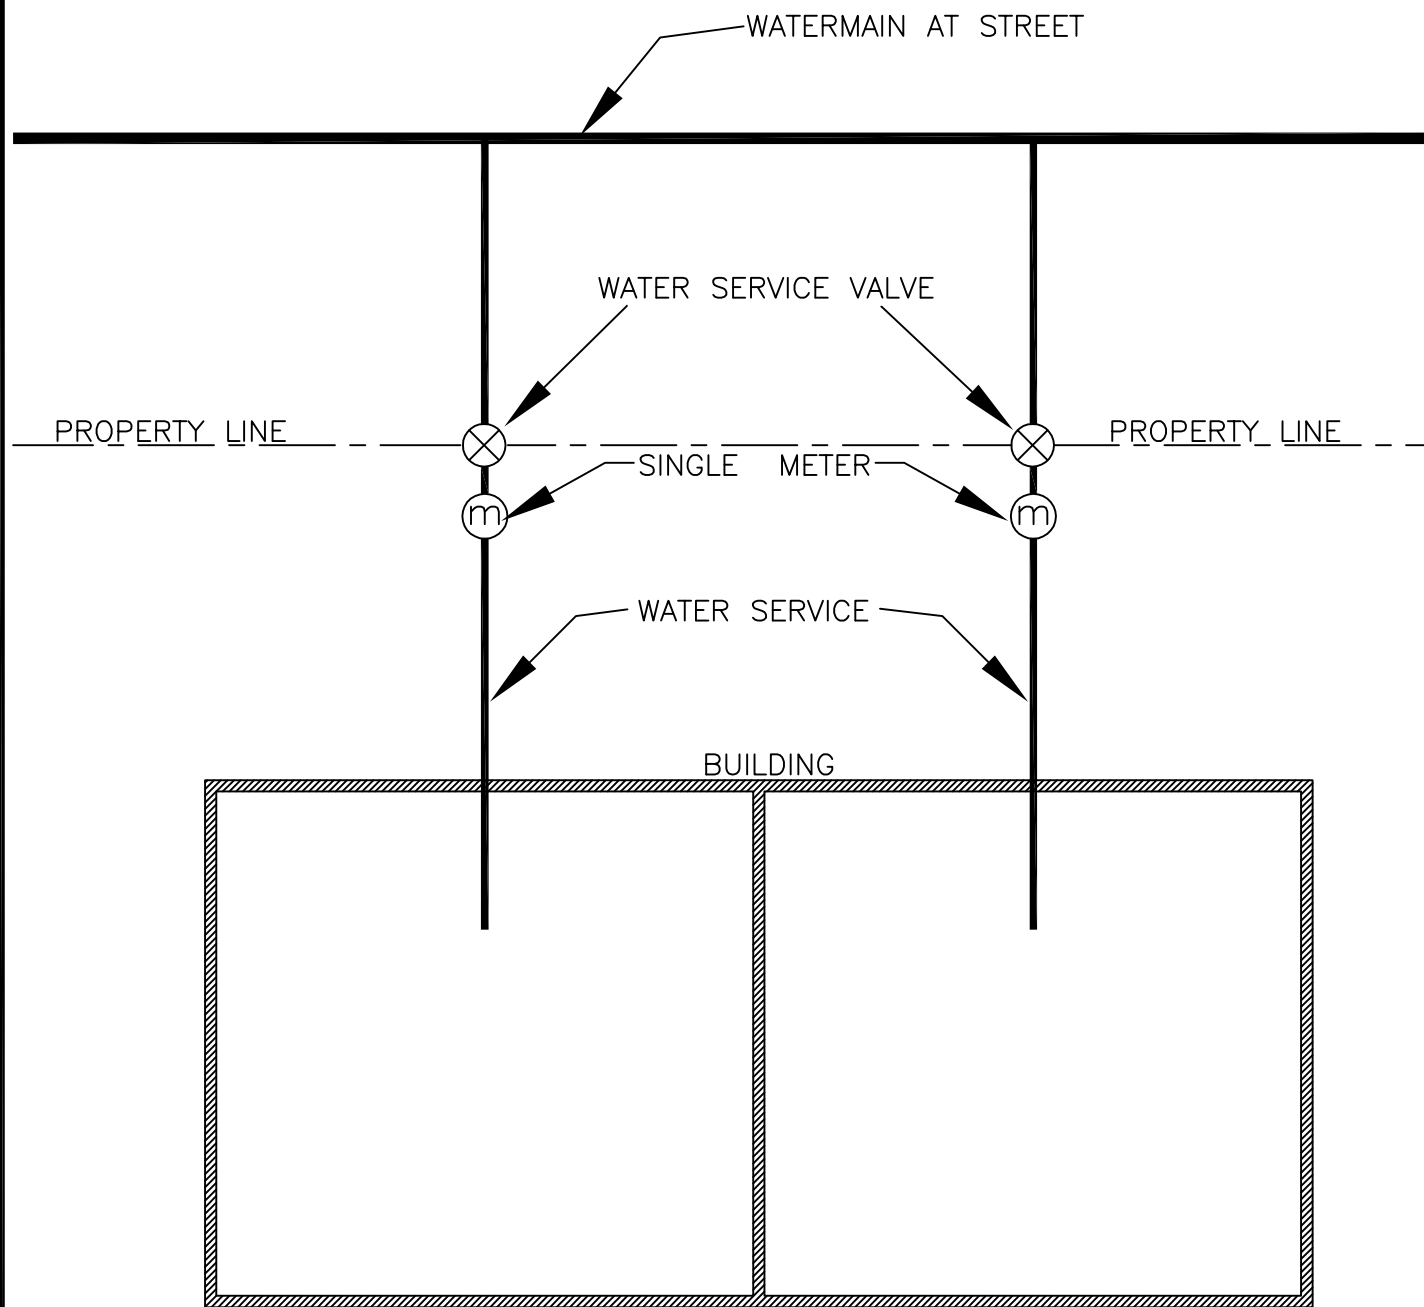 WATERMAIN AT STREET
WATER SERVICE VALVE
PROPERTY LINE
PROPERTY LINE
SINGLE METER
m
m
WATER SERVICE
BUILDING